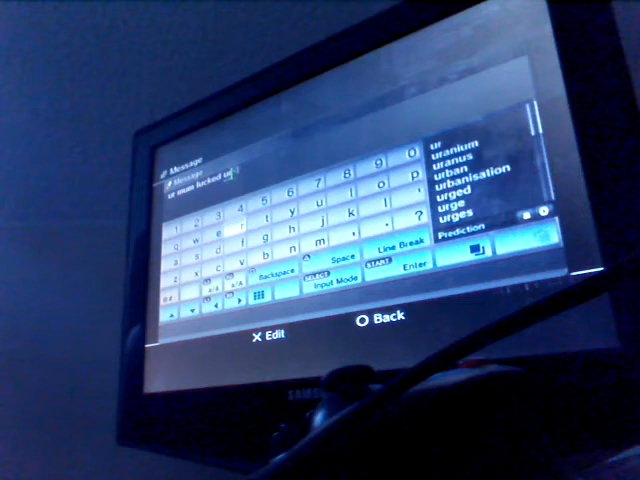 Message
Message
ur mum fucked ur
1 2 3 4 5 6 7 8 9 0
q w e r t y u i o p
a s d f g h j k l '
z x c v b n m , . ?
@# a/À a/A
Backspace
Space
Line Break
SELECT Input Mode
START Enter
ur
uranium
uranus
urban
urbanisation
urged
urge
urges
Prediction
Edit
Back